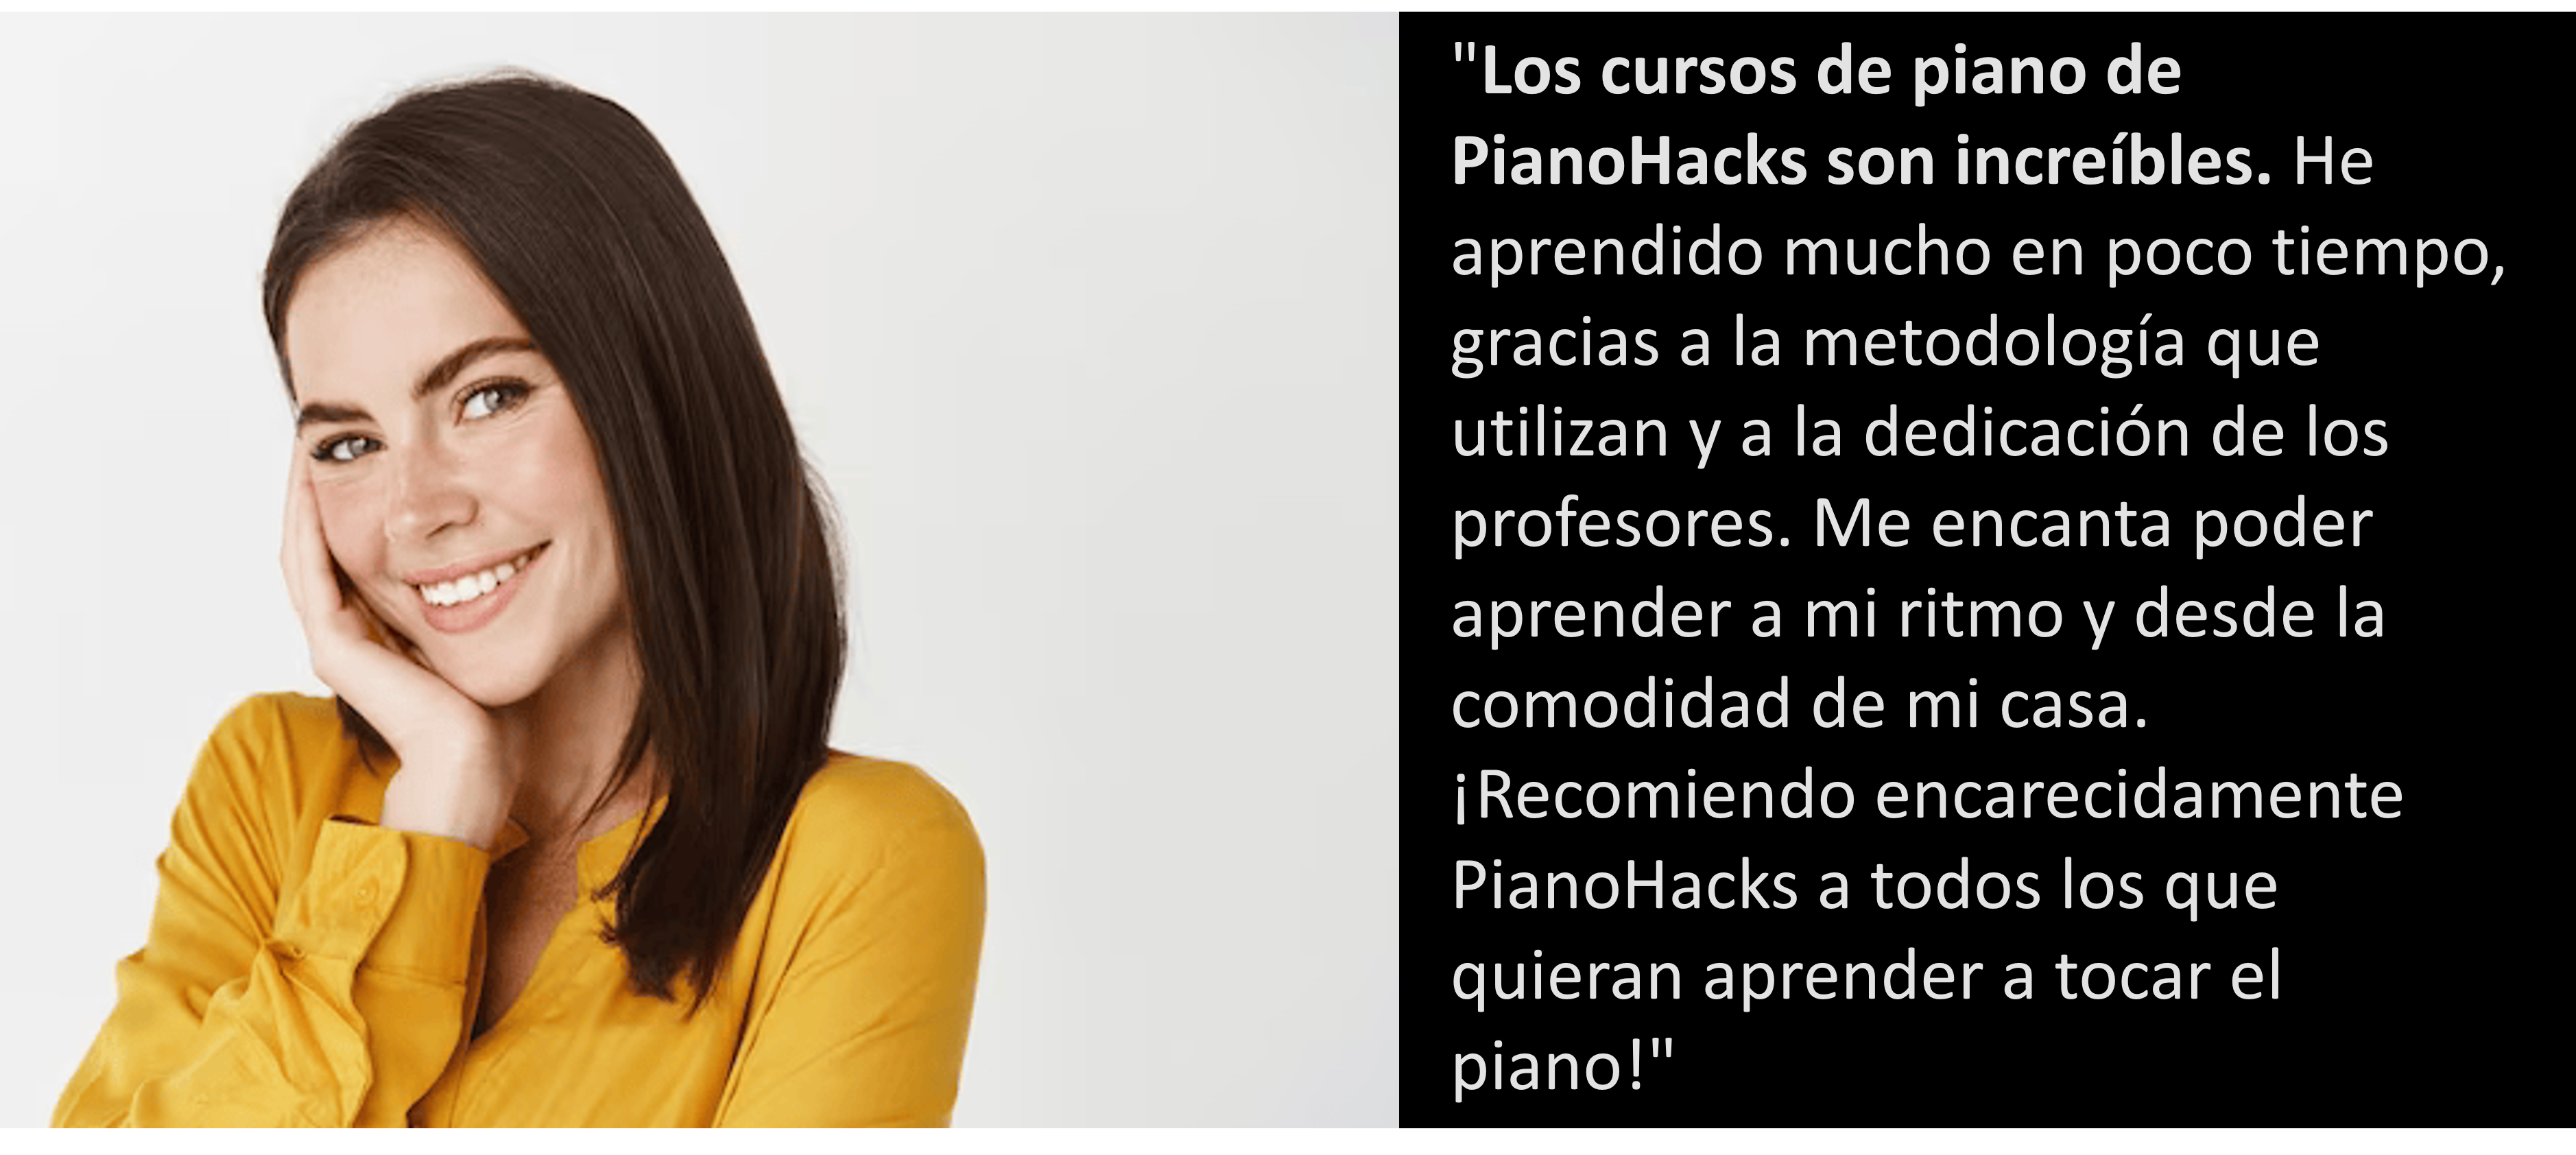 "Los cursos de piano de
PianoHacks son increíbles. He
aprendido mucho en poco tiempo,
gracias a la metodología que
utilizan y a la dedicación de los
profesores. Me encanta poder
aprender a mi ritmo y desde la
comodidad de mi casa.
¡Recomiendo encarecidamente
PianoHacks a todos los que
quieran aprender a tocar el
piano!"